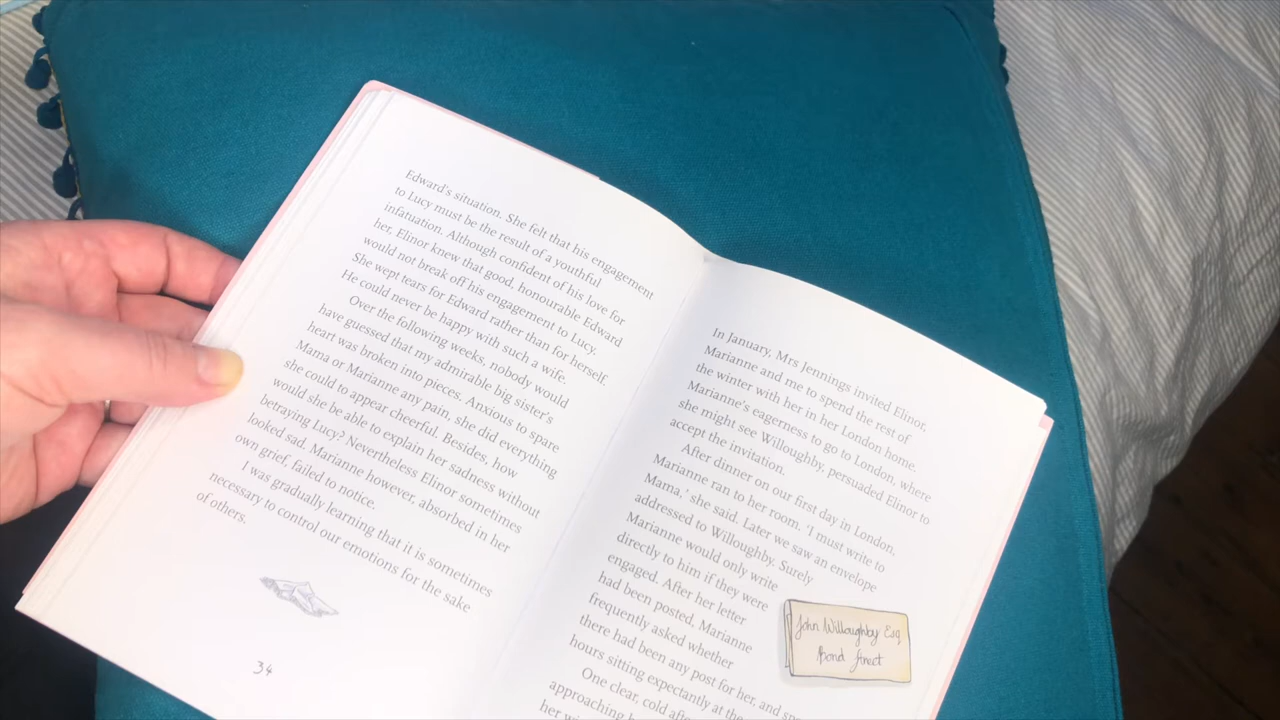 Edward's situation. She felt that his engagement
to Lucy must be the result of a youthful
infatuation. Although confident of his love for
her, Elinor knew that good, honourable Edward
would not break off his engagement to Lucy.
She wept tears for Edward rather than for herself.
He could never be happy with such a wife.
Over the following weeks, nobody would
have guessed that my admirable big sister's
heart was broken into pieces. Anxious to spare
Mama or Marianne any pain, she did everything
she could to appear cheerful. Besides, how
would she be able to explain her sadness without
betraying Lucy? Nevertheless Elinor sometimes
looked sad. Marianne however, absorbed in her
own grief, failed to notice.
I was gradually learning that it is sometimes
necessary to control our emotions for the sake
of others.
34
In January, Mrs Jennings invited Elinor,
Marianne and me to spend the rest of
the winter with her in her London home.
Marianne's eagerness to go to London, where
she might see Willoughby, persuaded Elinor to
accept the invitation.
After dinner on our first day in London,
Marianne ran to her room. 'I must write to
Mama,' she said. Later we saw an envelope
addressed to Willoughby. Surely
Marianne would only write
directly to him if they were
engaged. After her letter
had been posted, Marianne
frequently asked whether
there had been any post for her, and
hours sitting expectantly at the
One clear, cold
approaching
her
John Willoughby Esq
Bond Street